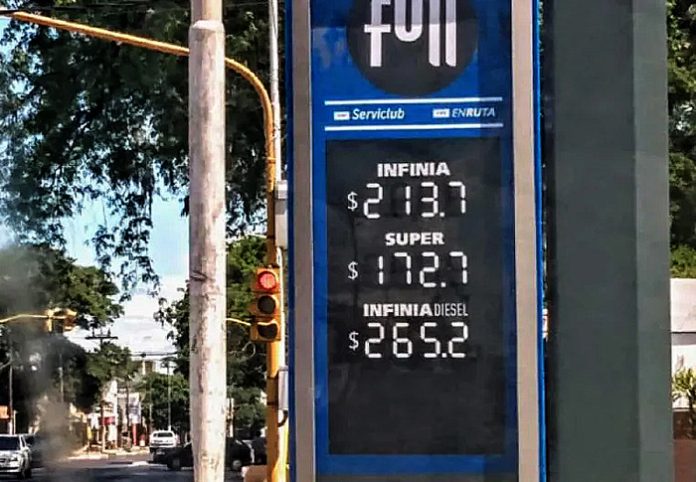 full
Serviclub ENRUTA
INFINIA
$ 213.7
SUPER
$ 172.7
INFINIA DIESEL
$ 265.2